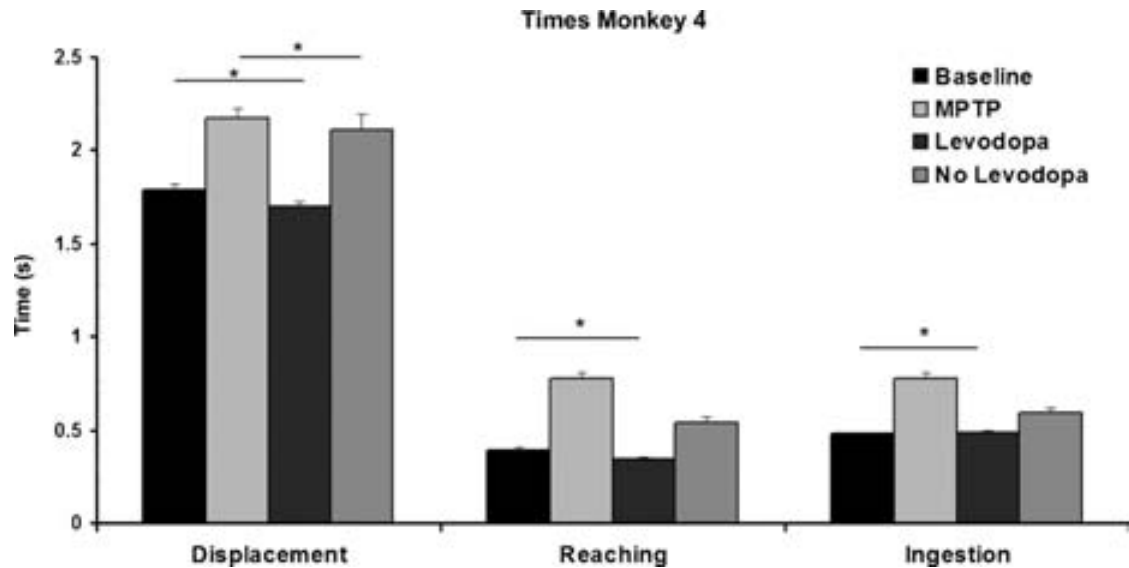 Times Monkey 4
*
*
2.5
Baseline
MPTP
Levodopa
No Levodopa
2
1.5
Time (s)
1
*
*
0.5
0
Displacement
Reaching
Ingestion